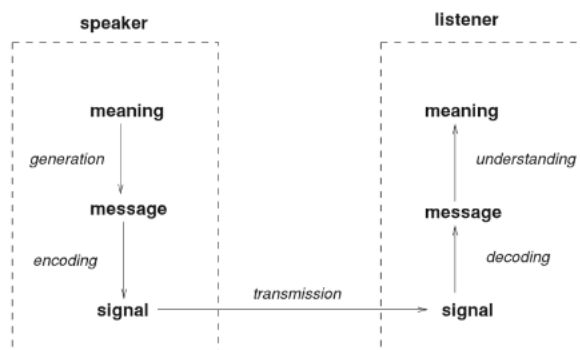 speaker
listener
meaning
meaning
generation
understanding
message
message
encoding
decoding
transmission
signal
signal